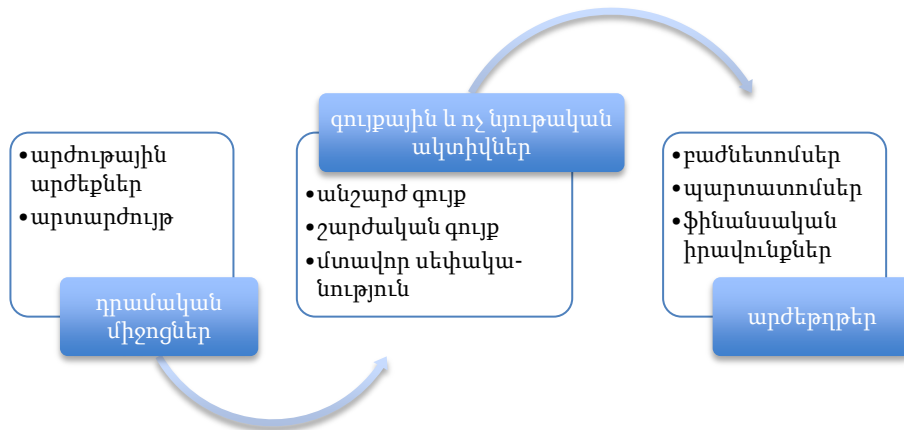 •արժութային
արժեքներ
•արտարժույթ
դրամական
միջոցներ
գույքային և ոչ նյութական
ակտիվներ
•անշարժ գույք
•շարժական գույք
•մտավոր սեփակա-
նություն
•բաժնետոմսեր
•պարտատոմսեր
•ֆինանսական
իրավունքներ
արժեթղթեր